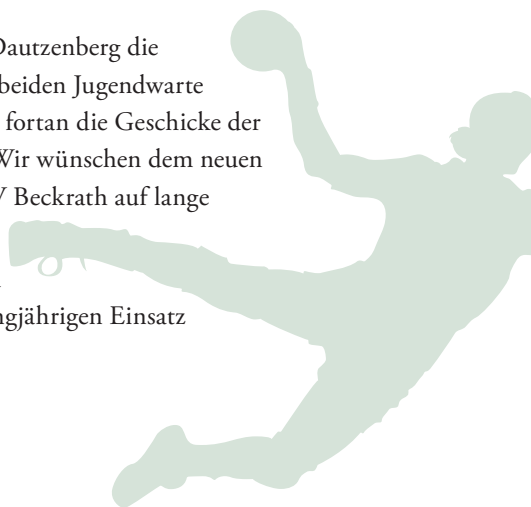 Dautzenberg die
beiden Jugendwarte
fortan die Geschicke der
Wir wünschen dem neuen
V Beckrath auf lange
ngjährigen Einsatz